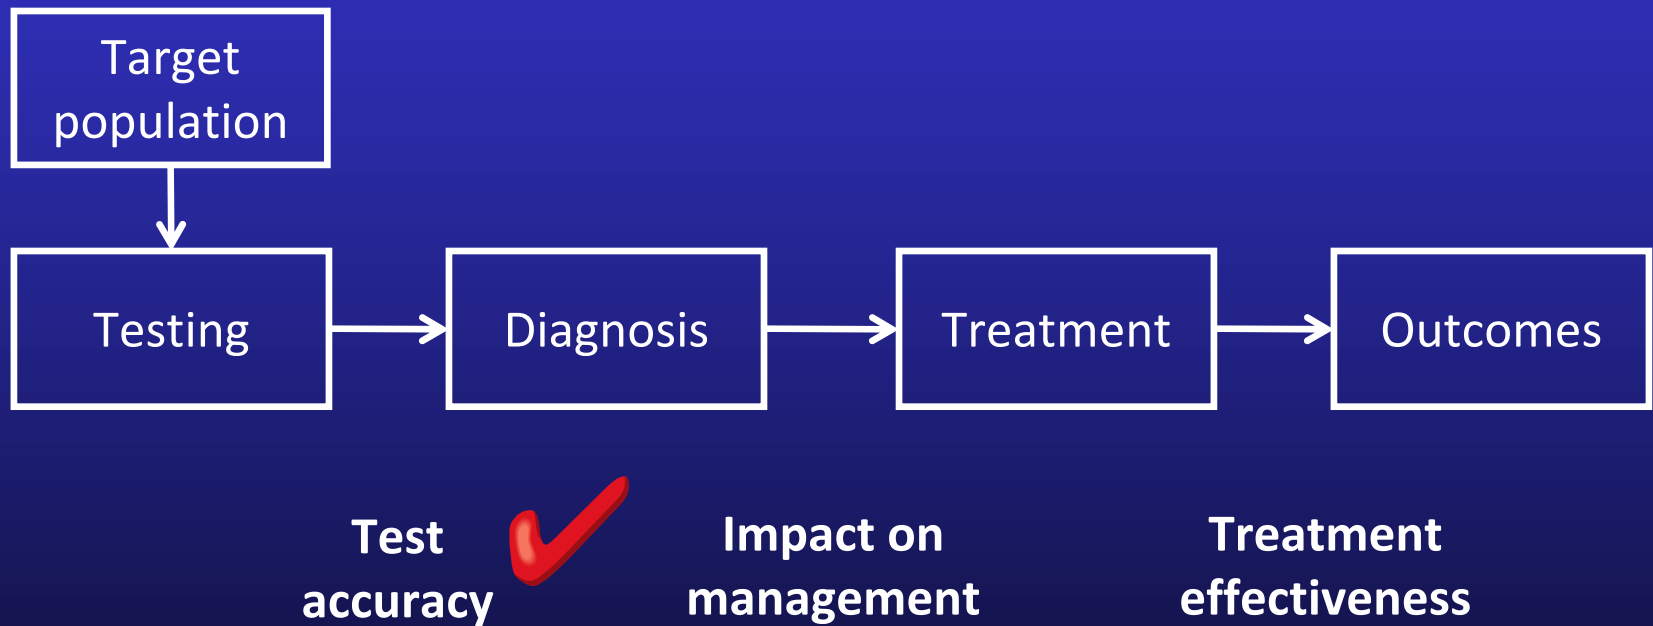 Target
population
Testing
Diagnosis
Treatment
Outcomes
Test
accuracy
Impact on
management
Treatment
effectiveness